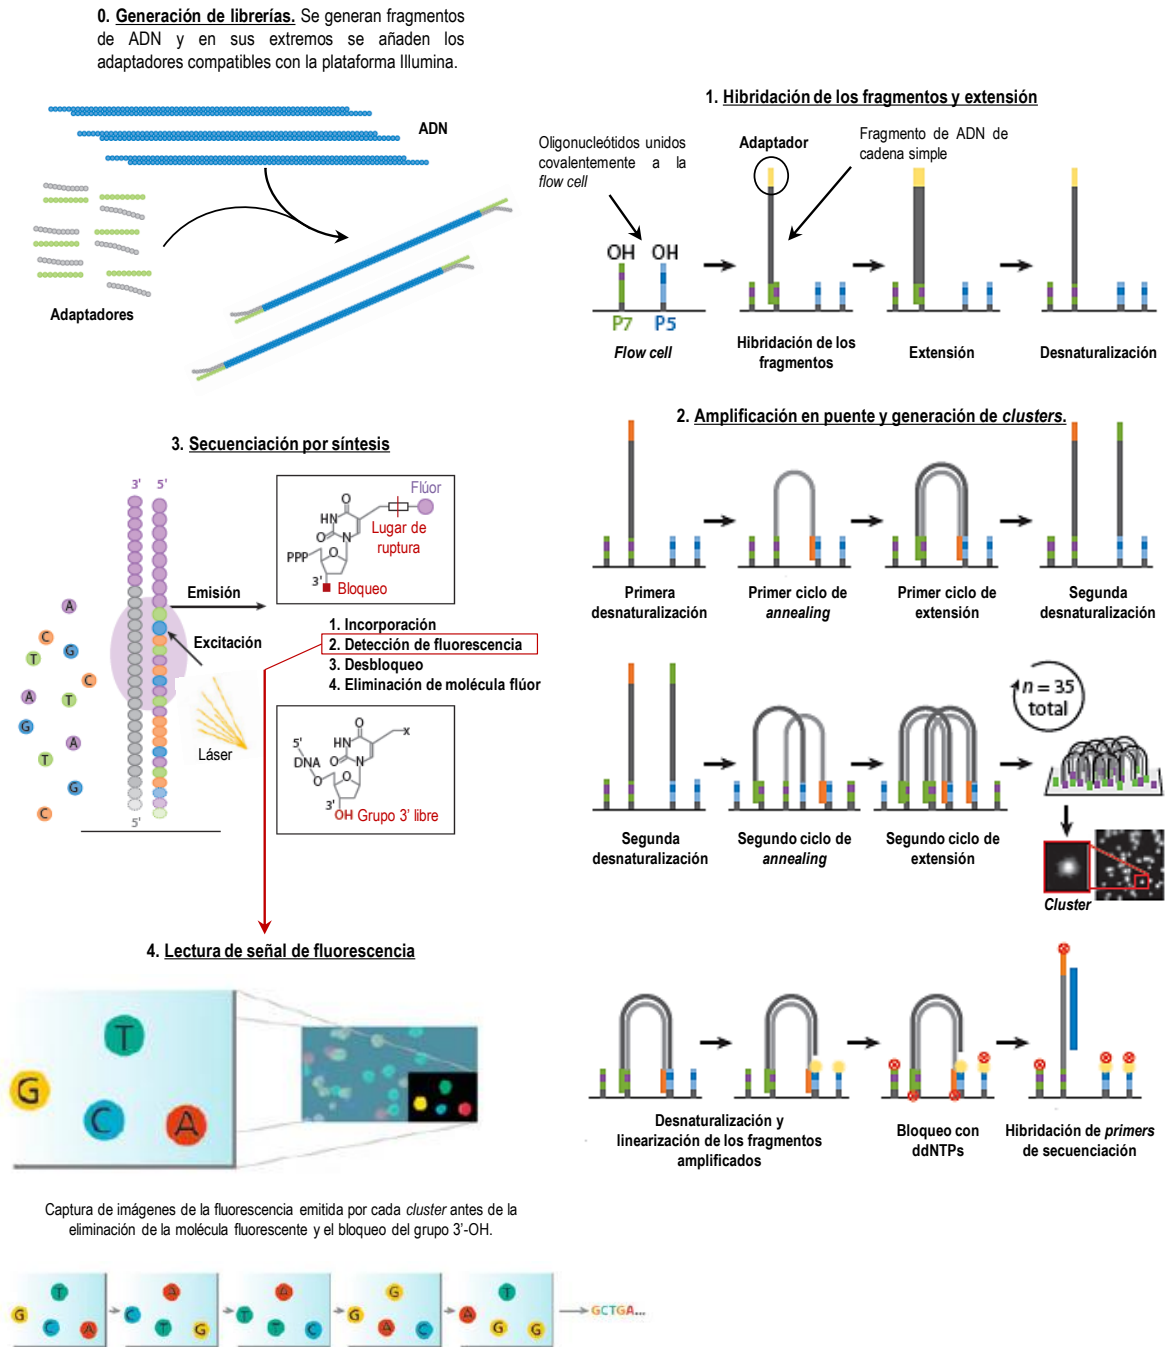 0. Generación de librerías. Se generan fragmentos
de ADN y en sus extremos se añaden los
adaptadores compatibles con la plataforma Illumina.
ADN
Adaptadores
1. Hibridación de los fragmentos y extensión
Oligonucleótidos unidos
covalentemente a la
flow cell
Adaptador
Fragmento de ADN de
cadena simple
OH OH
P7 P5
Flow cell
Hibridación de los
fragmentos
Extensión
Desnaturalización
2. Amplificación en puente y generación de clusters.
Primera
desnaturalización
Primer ciclo de
annealing
Primer ciclo de
extensión
Segunda
desnaturalización
Segunda
desnaturalización
Segundo ciclo de
annealing
Segundo ciclo de
extensión
n = 35
total
Cluster
Desnaturalización y
linearización de los fragmentos
amplificados
Bloqueo con
ddNTPs
Hibridación de primers
de secuenciación
3. Secuenciación por síntesis
3' 5'
A
C
G
T
C
A
T
G
A
T
G
C
5'
Emisión
Excitación
Láser
Flúor
O
HN
O
N
Lugar de
ruptura
PPP
O
3'
Bloqueo
1. Incorporación
2. Detección de fluorescencia
3. Desbloqueo
4. Eliminación de molécula flúor
O
X
HN
5'
O
N
DNA
O
O
3'
OH Grupo 3' libre
4. Lectura de señal de fluorescencia
T
G
C
A
Captura de imágenes de la fluorescencia emitida por cada cluster antes de la
eliminación de la molécula fluorescente y el bloqueo del grupo 3'-OH.
T
G
C
A
A
C
T
G
A
T
T
C
G
G
A
C
T
A
G
G
GCTGA...